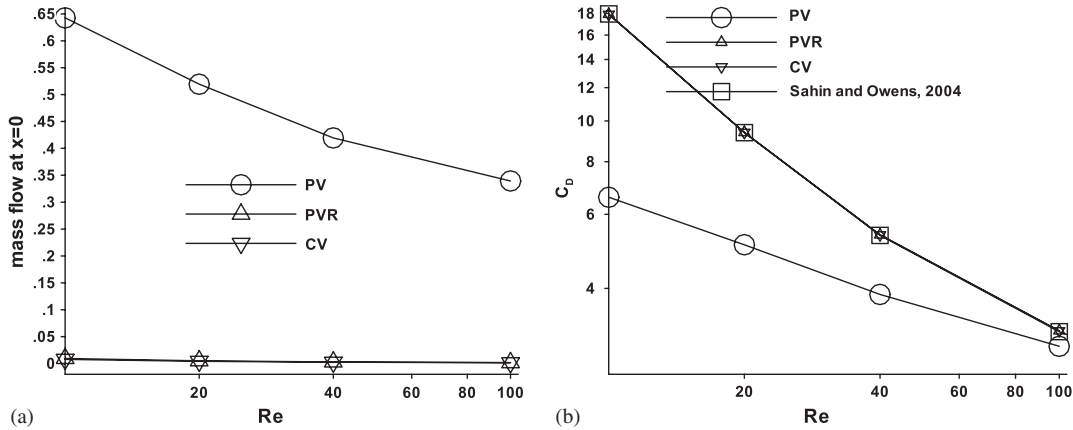 .65
.6
.55
.5
.45
.4
.35
.3
.25
.2
.15
.1
.05
0
mass flow at x=0
PV
PVR
CV
20
40
60
80
100
Re
(a)
18
16
14
12
10
8
6
4
C_D
PV
PVR
CV
Sahin and Owens, 2004
20
40
60
80
100
Re
(b)